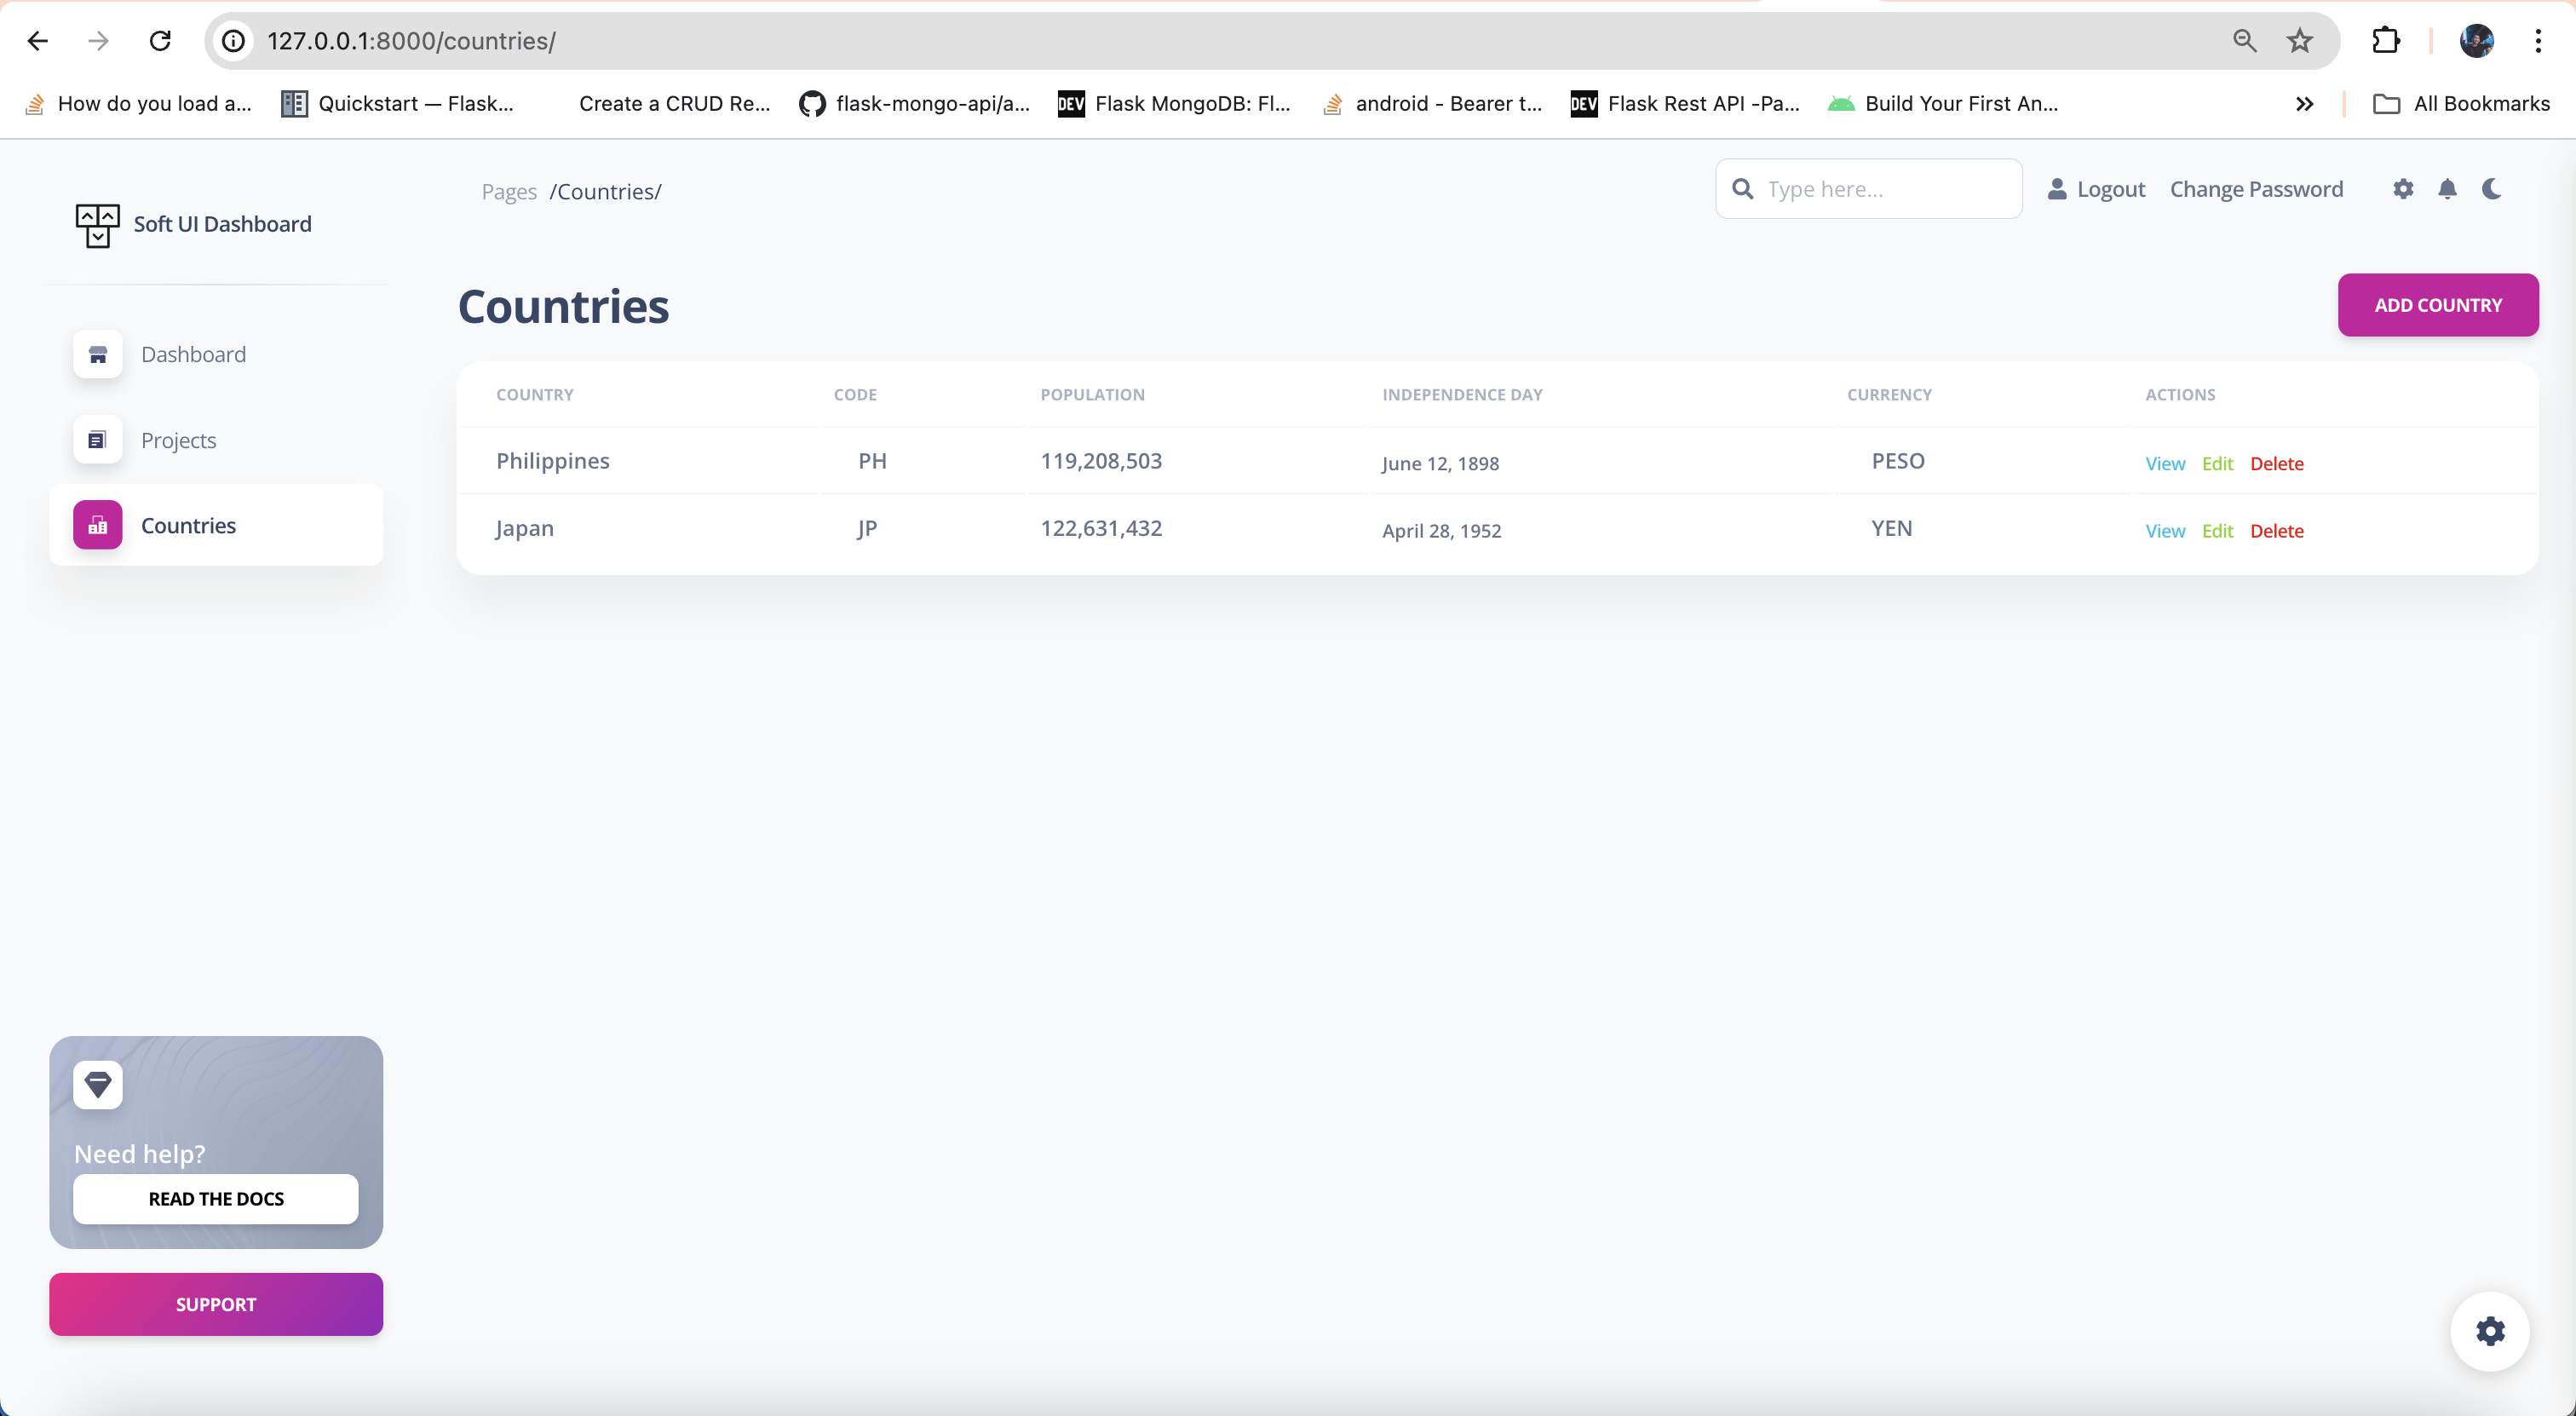 127.0.0.1:8000/countries/
How do you load a...
Quickstart — Flask...
Create a CRUD Re...
flask-mongo-api/a...
DEV Flask MongoDB: Fl...
android - Bearer t...
DEV Flask Rest API -Pa...
Build Your First An...
All Bookmarks
Soft UI Dashboard
Pages /Countries/
Type here...
Logout
Change Password
Dashboard
Projects
Countries
Countries
ADD COUNTRY
COUNTRY CODE POPULATION INDEPENDENCE DAY CURRENCY ACTIONS
Philippines PH 119,208,503 June 12, 1898 PESO View Edit Delete
Japan JP 122,631,432 April 28, 1952 YEN View Edit Delete
Need help?
READ THE DOCS
SUPPORT